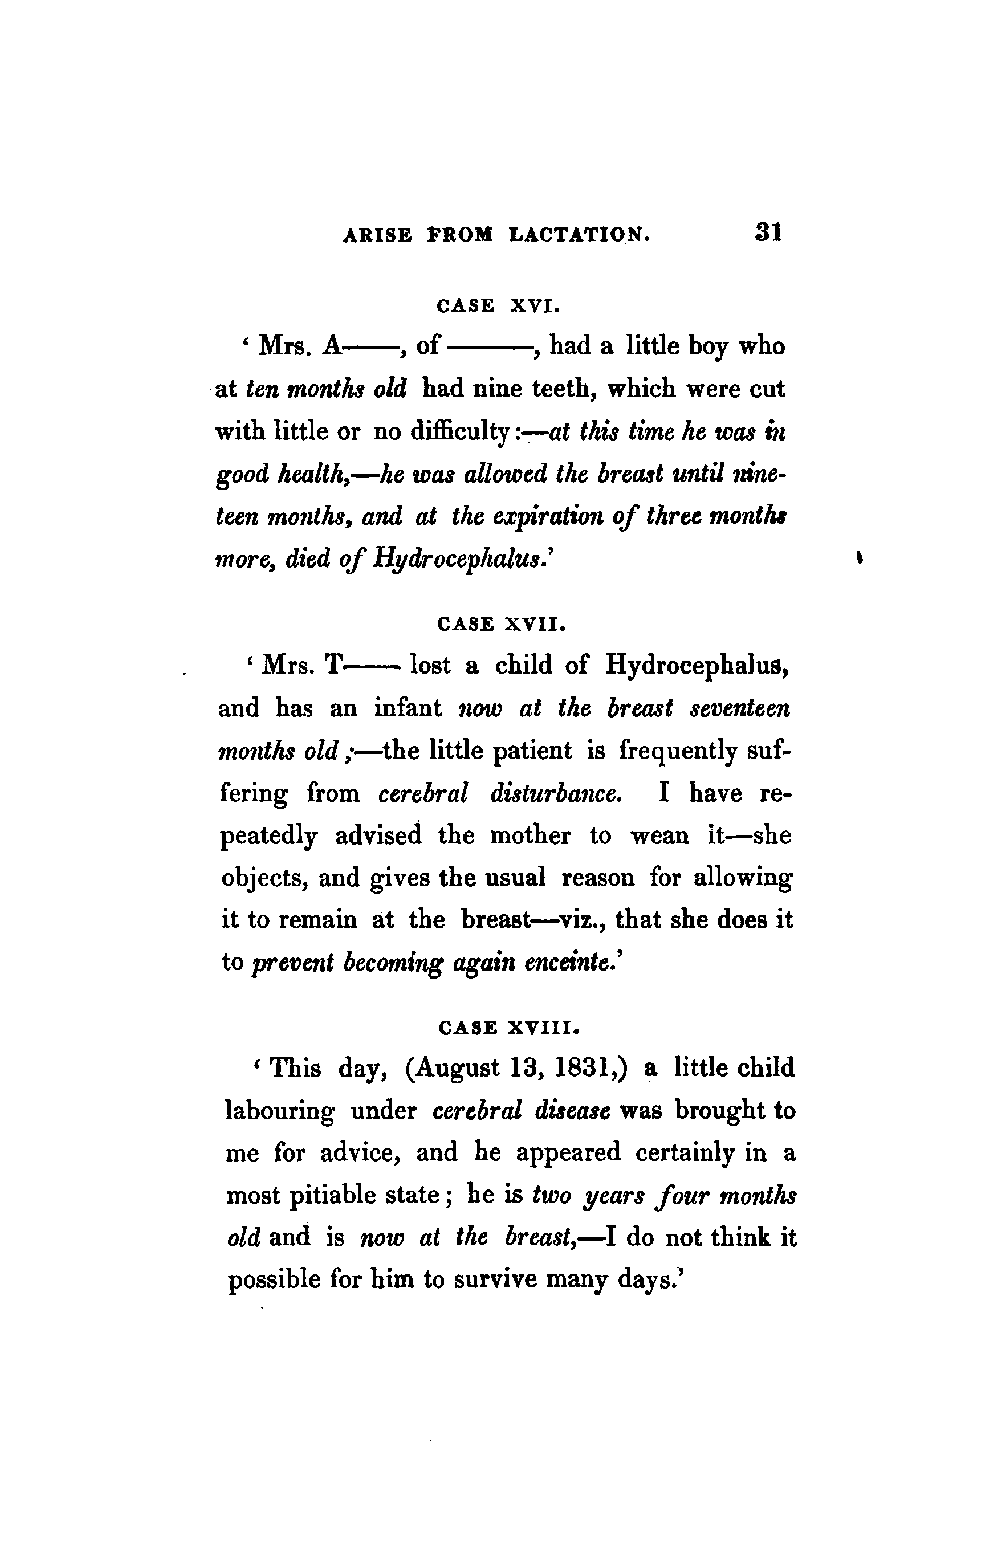 ARISE FROM LACTATION. 31
CASE XVI.
‘ Mrs. A——, of ———, had a little boy who
at ten months old had nine teeth, which were cut
with little or no difficulty :—at this time he was in
good health,—he was allowed the breast until nine-
teen months, and at the expiration of three months
more, died of Hydrocephalus.’
CASE XVII.
‘ Mrs. T—— lost a child of Hydrocephalus,
and has an infant now at the breast seventeen
months old ;—the little patient is frequently suf-
fering from cerebral disturbance. I have re-
peatedly advised the mother to wean it—she
objects, and gives the usual reason for allowing
it to remain at the breast—viz., that she does it
to prevent becoming again enceinte.’
CASE XVIII.
‘ This day, (August 13, 1831,) a little child
labouring under cerebral disease was brought to
me for advice, and he appeared certainly in a
most pitiable state ; he is two years four months
old and is now at the breast,—I do not think it
possible for him to survive many days.’